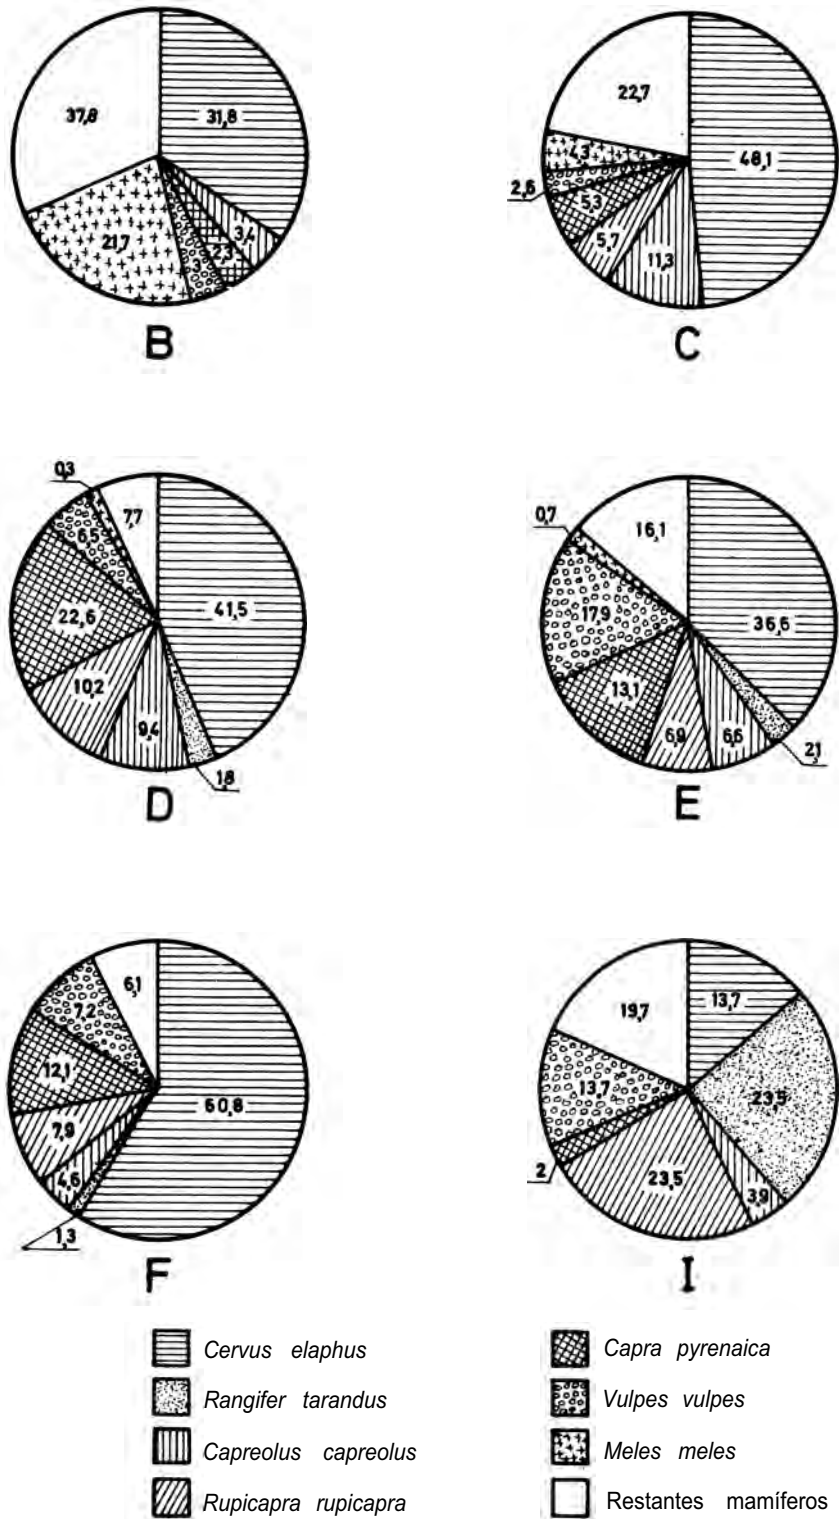 37,8 31,8
3,4
2,3
3
21,7
B
22,7
48,1
4,3
2,6
5,3
5,7
11,3
C
0,3
7,7
6,5
41,5
22,6
10,2
9,4
1,8
D
0,7
16,1
17,9
36,6
13,1
6,9 6,6
2,1
E
6,1
7,2
12,1
60,8
7,9
4,6
1,3
F
19,7
13,7
13,7
23,5
2
23,5
3,9
I
Cervus elaphus
Rangifer tarandus
Capreolus capreolus
Rupicapra rupicapra
Capra pyrenaica
Vulpes vulpes
Meles meles
Restantes mamíferos